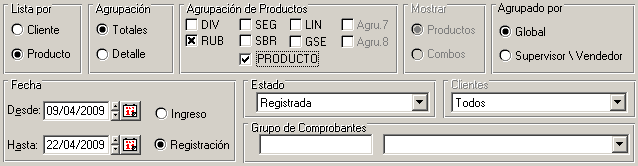 Lista por
Cliente
Producto
Agrupación
Totales
Detalle
Agrupación de Productos
DIV SEG LIN Agru.7
RUB SBR GSE Agru.8
PRODUCTO
Mostrar
Productos
Combos
Agrupado por
Global
Supervisor \ Vendedor
Fecha
Desde: 09/04/2009
Ingreso
Hasta: 22/04/2009
Registración
Estado
Registrada
Clientes
Todos
Grupo de Comprobantes